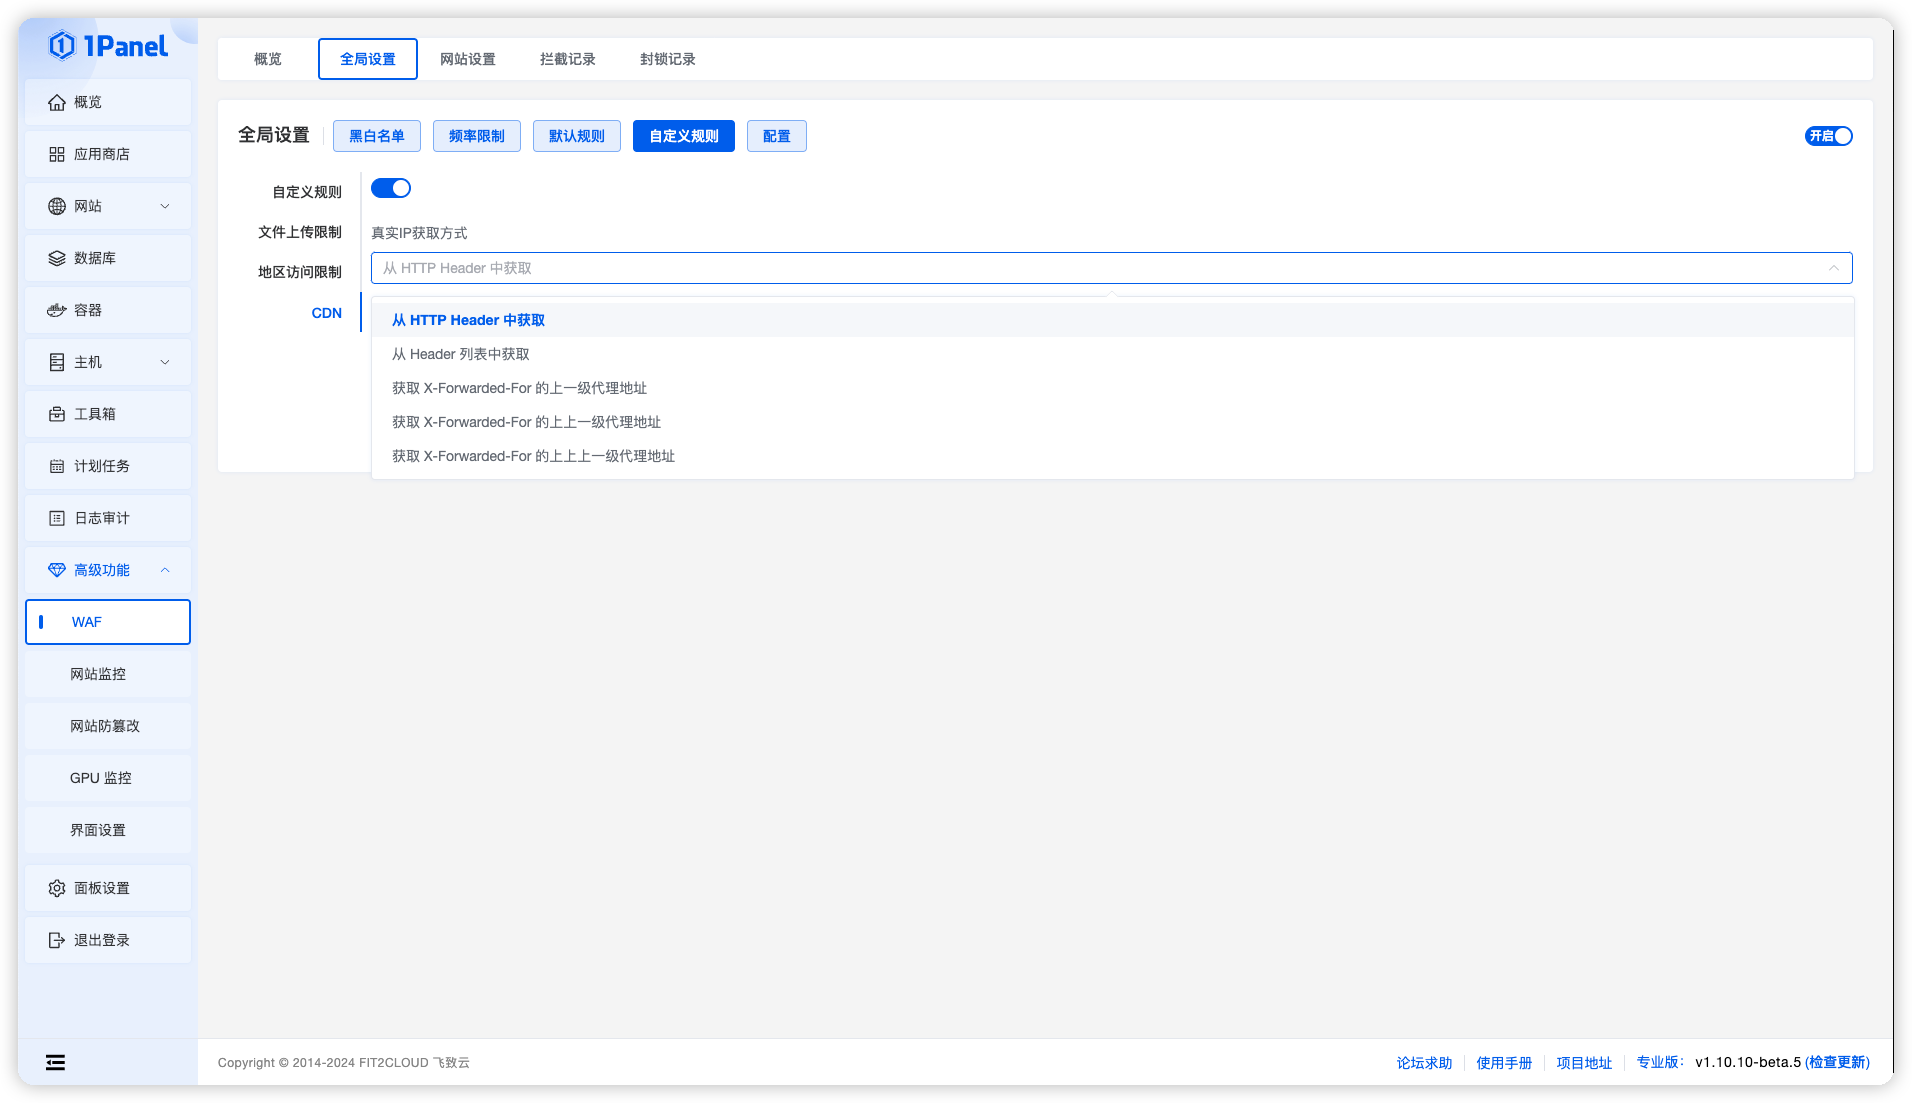 1Panel
概览
应用商店
网站
数据库
容器
主机
工具箱
计划任务
日志审计
高级功能
WAF
网站监控
网站防篡改
GPU 监控
界面设置
面板设置
退出登录
概览
全局设置
网站设置
拦截记录
封锁记录
全局设置
黑白名单
频率限制
默认规则
自定义规则
配置
开启
自定义规则
文件上传限制
地区访问限制
CDN
真实IP获取方式
从 HTTP Header 中获取
从 HTTP Header 中获取
从 Header 列表中获取
获取 X-Forwarded-For 的上一级代理地址
获取 X-Forwarded-For 的上上一级代理地址
获取 X-Forwarded-For 的上上上一级代理地址
Copyright © 2014-2024 FIT2CLOUD 飞致云
论坛求助
使用手册
项目地址
专业版： v1.10.10-beta.5 (检查更新)